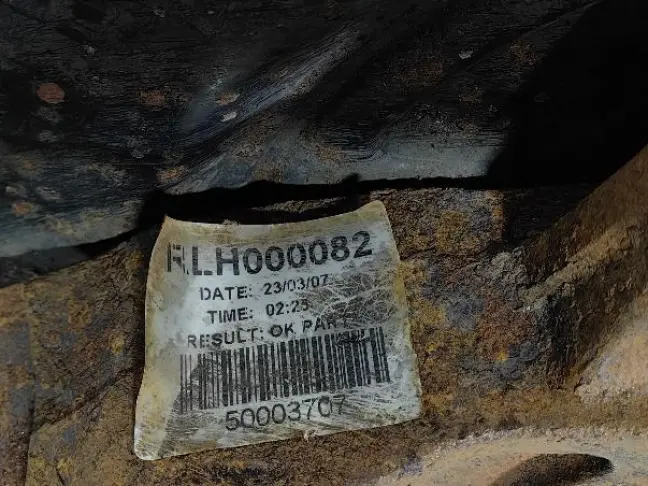 RLH000082
DATE: 23/03/07
TIME: 02:25
RESULT: OK PART
50003707